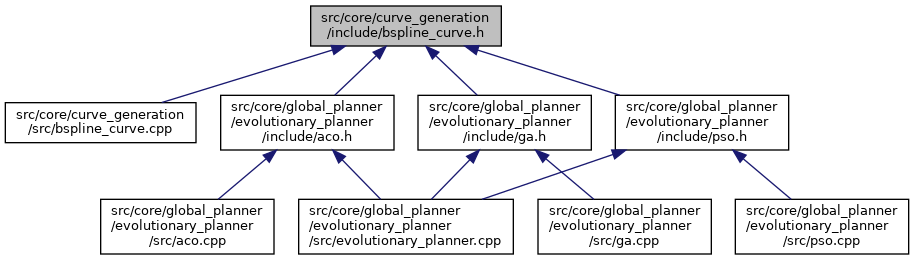 src/core/curve_generation
/include/bspline_curve.h
src/core/curve_generation
/src/bspline_curve.cpp
src/core/global_planner
/evolutionary_planner
/include/aco.h
src/core/global_planner
/evolutionary_planner
/include/ga.h
src/core/global_planner
/evolutionary_planner
/include/pso.h
src/core/global_planner
/evolutionary_planner
/src/aco.cpp
src/core/global_planner
/evolutionary_planner
/src/evolutionary_planner.cpp
src/core/global_planner
/evolutionary_planner
/src/ga.cpp
src/core/global_planner
/evolutionary_planner
/src/pso.cpp